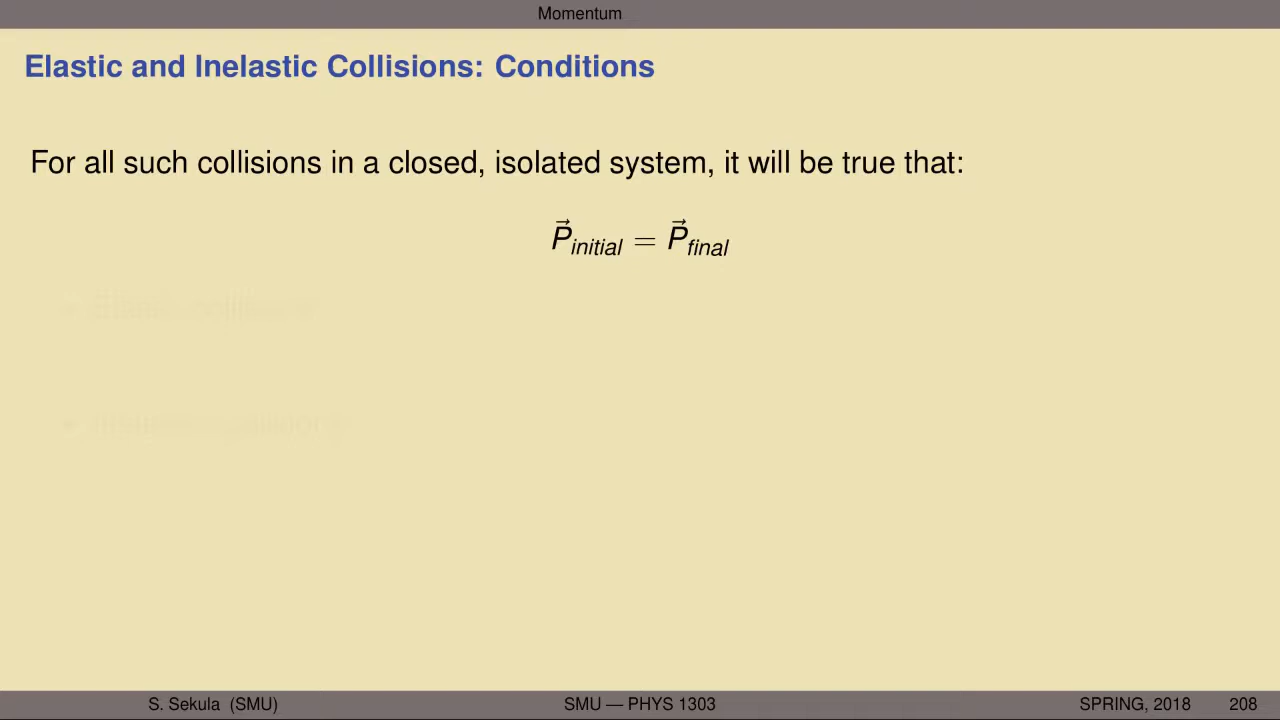 Momentum
Elastic and Inelastic Collisions: Conditions
For all such collisions in a closed, isolated system, it will be true that:
P⃗initial = P⃗final
S. Sekula (SMU) SMU — PHYS 1303 SPRING, 2018 208